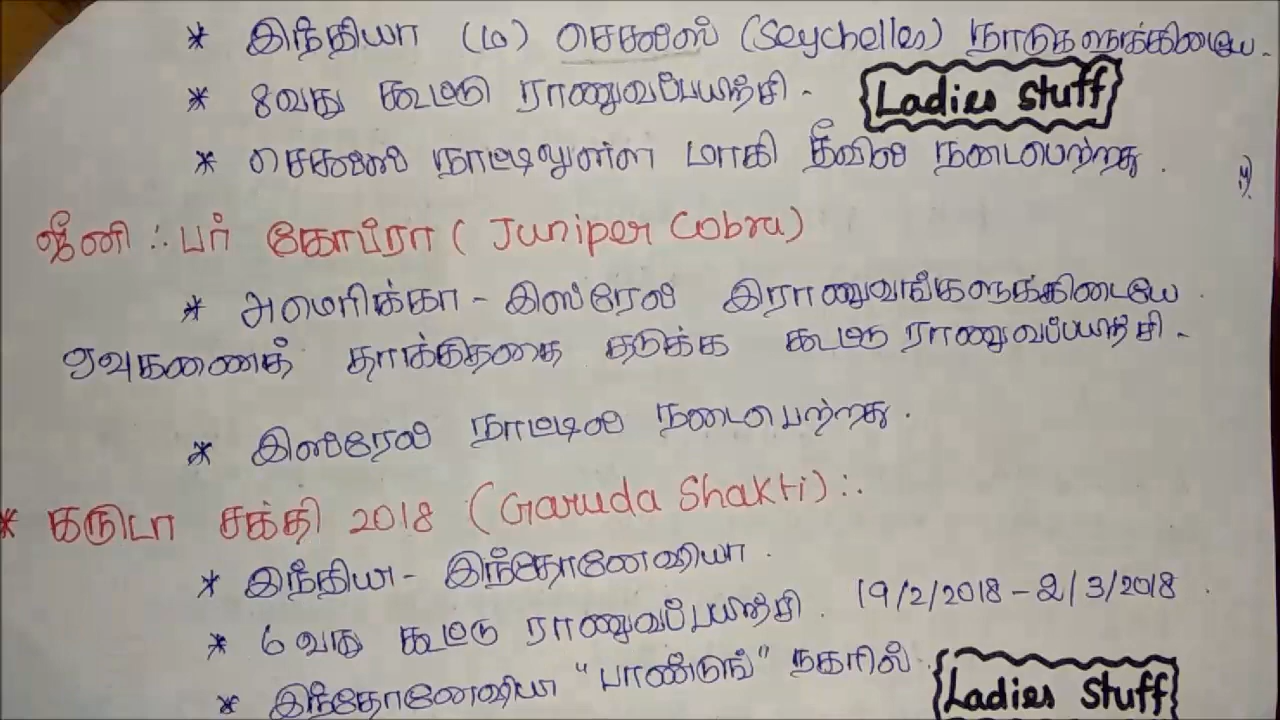 * இந்தியா (ம) செசல்ஸ் (Seychelles) நாடுகளுக்கிடையே.
* 8வது கூட்டு ராணுவப்பயிற்சி.
Ladies Stuff
* செசல்ஸ் நாட்டிலுள்ள மாகி தீவில் நடைபெற்றது.
ஜீனிஃபர் கோப்ரா (Juniper Cobra)
* அமெரிக்கா - இஸ்ரேல் இராணுவங்களுக்கிடையே.
ஏவுகணைத் தாக்குதலை தடுக்க கூட்டு ராணுவப்பயிற்சி.
* இஸ்ரேல் நாட்டில் நடைபெற்றது.
* கருடா சக்தி 2018 (Garuda Shakti) :.
* இந்தியா - இந்தோனேஷியா.
* 6வது கூட்டு ராணுவப்பயிற்சி. 19/2/2018 - 2/3/2018
* இந்தோனேஷியா "பாண்டுங்" நகரில்.
Ladies Stuff